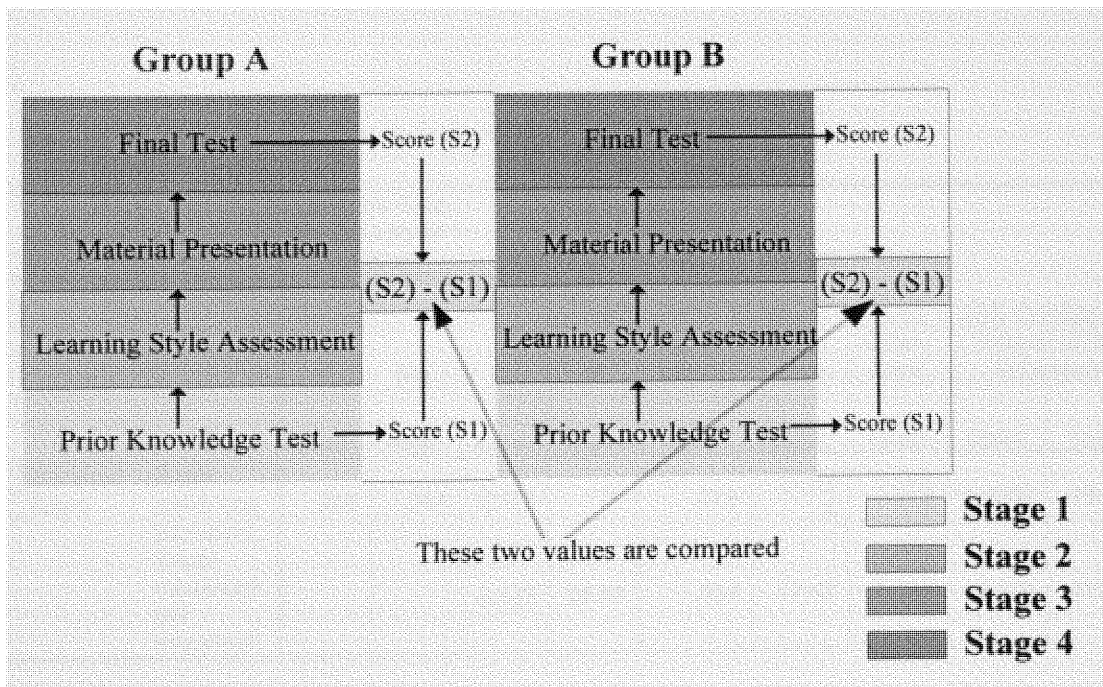 Group A
Group B
Final Test
Score (S2)
Final Test
Score (S2)
Material Presentation
Material Presentation
(S2) - (S1)
(S2) - (S1)
Learning Style Assessment
Learning Style Assessment
Prior Knowledge Test
Score (S1)
Prior Knowledge Test
Score (S1)
These two values are compared
Stage 1
Stage 2
Stage 3
Stage 4